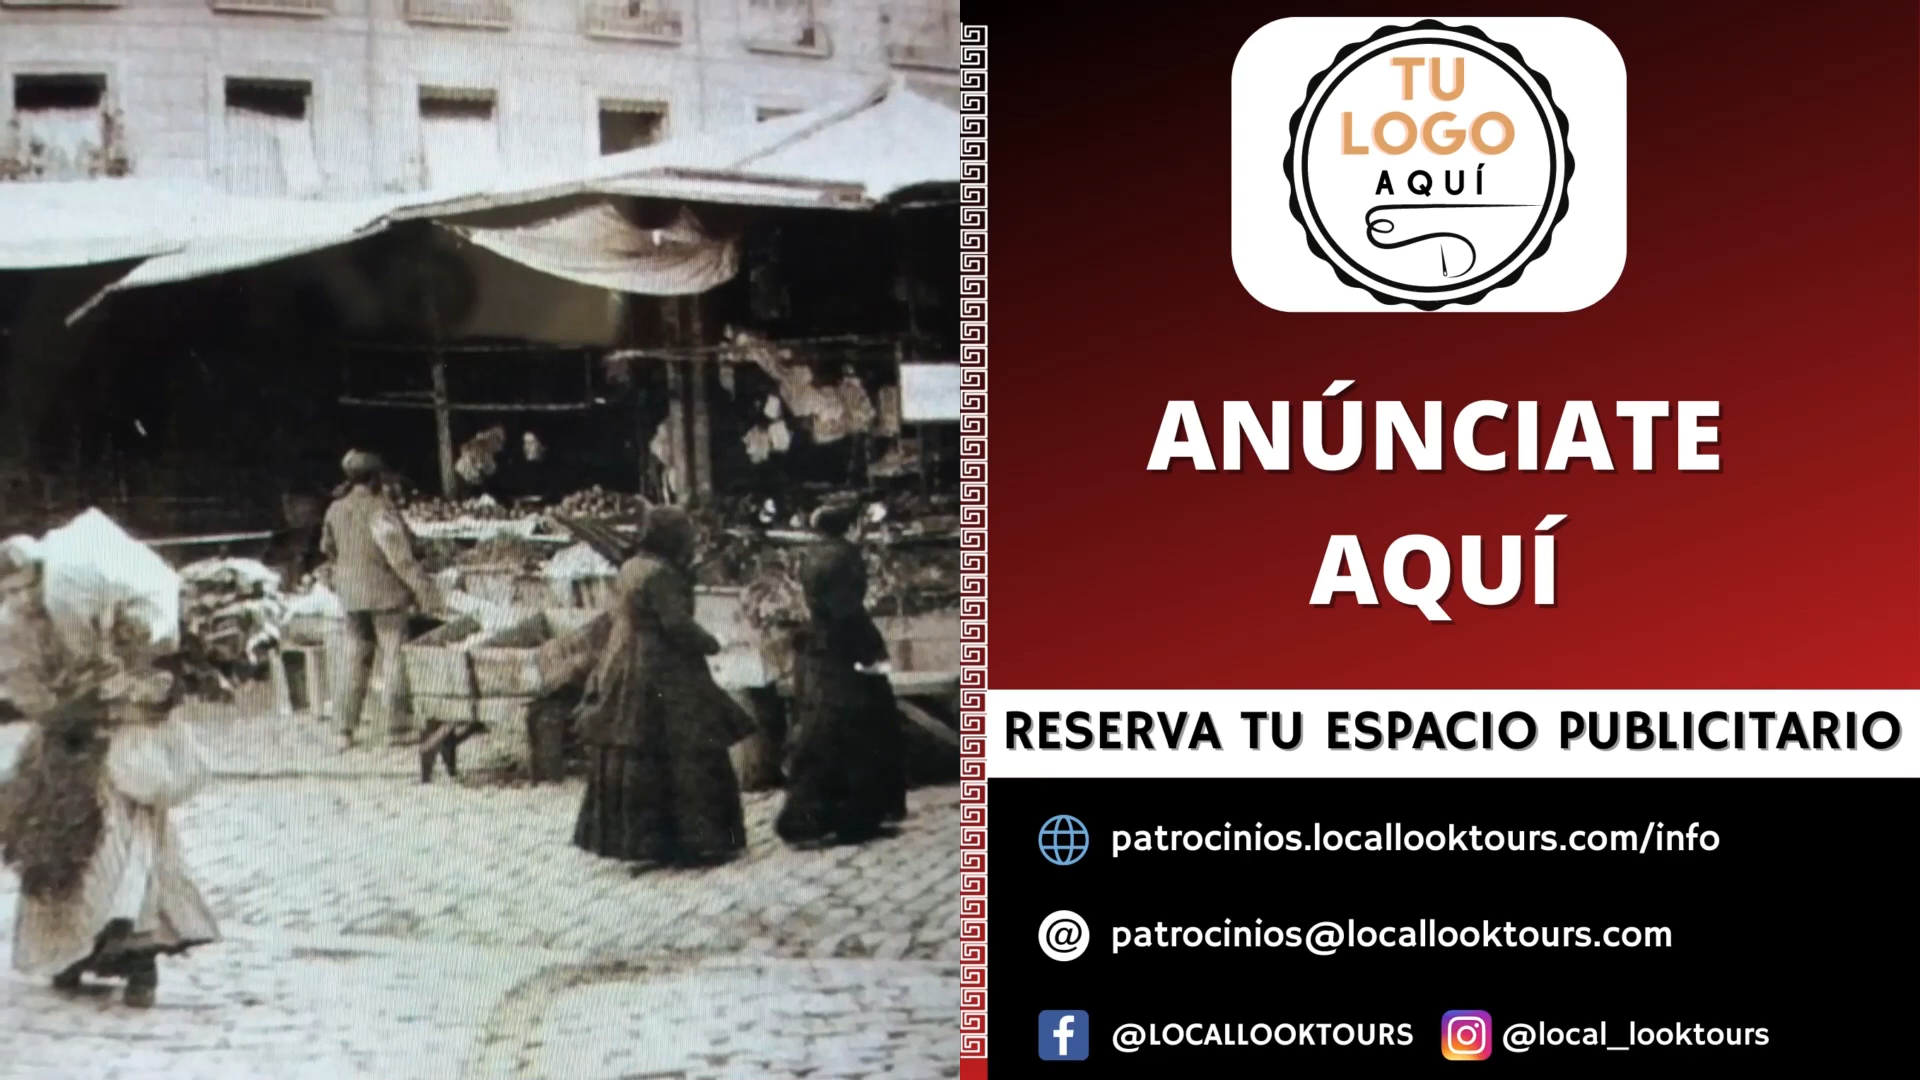 TU
LOGO
AQUÍ
ANÚNCIATE
AQUÍ
RESERVA TU ESPACIO PUBLICITARIO
patrocinios.locallooktours.com/info
patrocinios@locallooktours.com
@LOCALLOOKTOURS @local_looktours